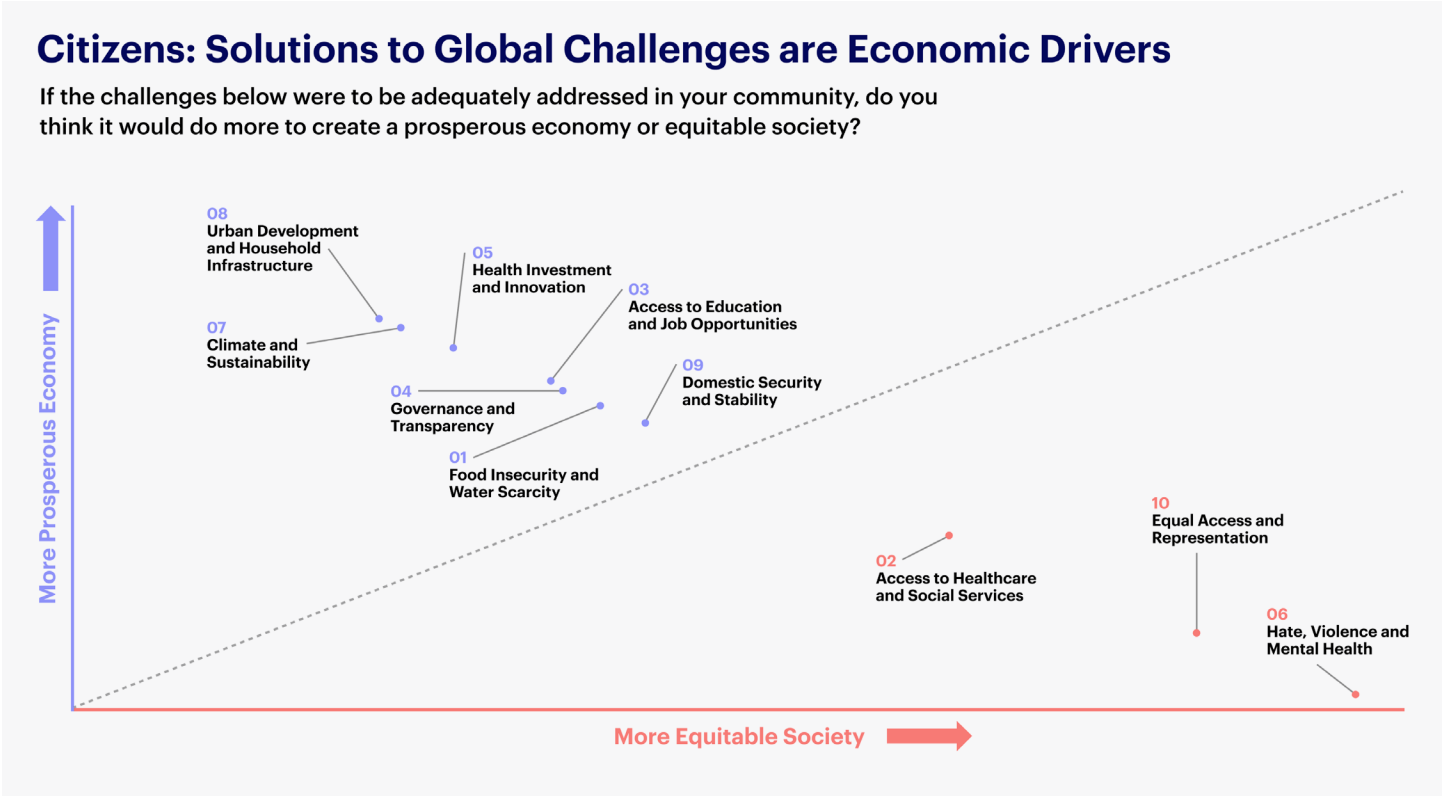 Citizens: Solutions to Global Challenges are Economic Drivers
If the challenges below were to be adequately addressed in your community, do you
think it would do more to create a prosperous economy or equitable society?
More Prosperous Economy
08
Urban Development
and Household
Infrastructure
05
Health Investment
and Innovation
03
Access to Education
and Job Opportunities
07
Climate and
Sustainability
09
Domestic Security
and Stability
04
Governance and
Transparency
01
Food Insecurity and
Water Scarcity
10
Equal Access and
Representation
02
Access to Healthcare
and Social Services
06
Hate, Violence and
Mental Health
More Equitable Society